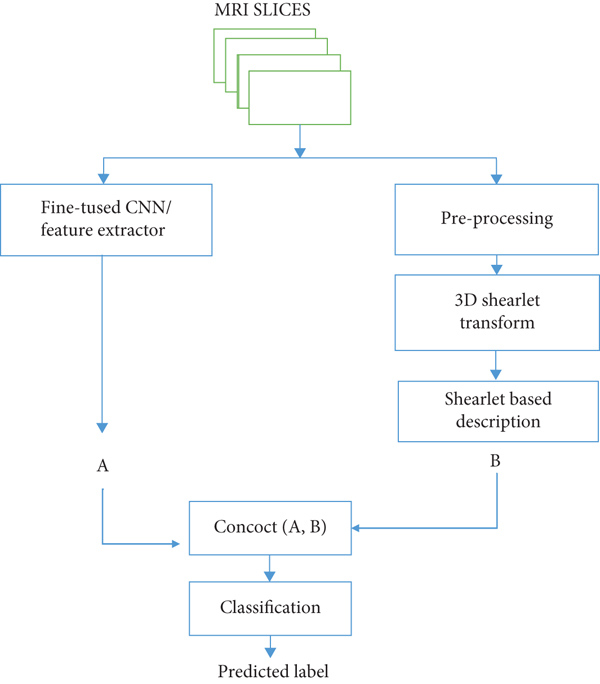 MRI SLICES
Fine-tused CNN/
feature extractor
Pre-processing
3D shearlet
transform
Shearlet based
description
A
B
Concoct (A, B)
Classification
Predicted label